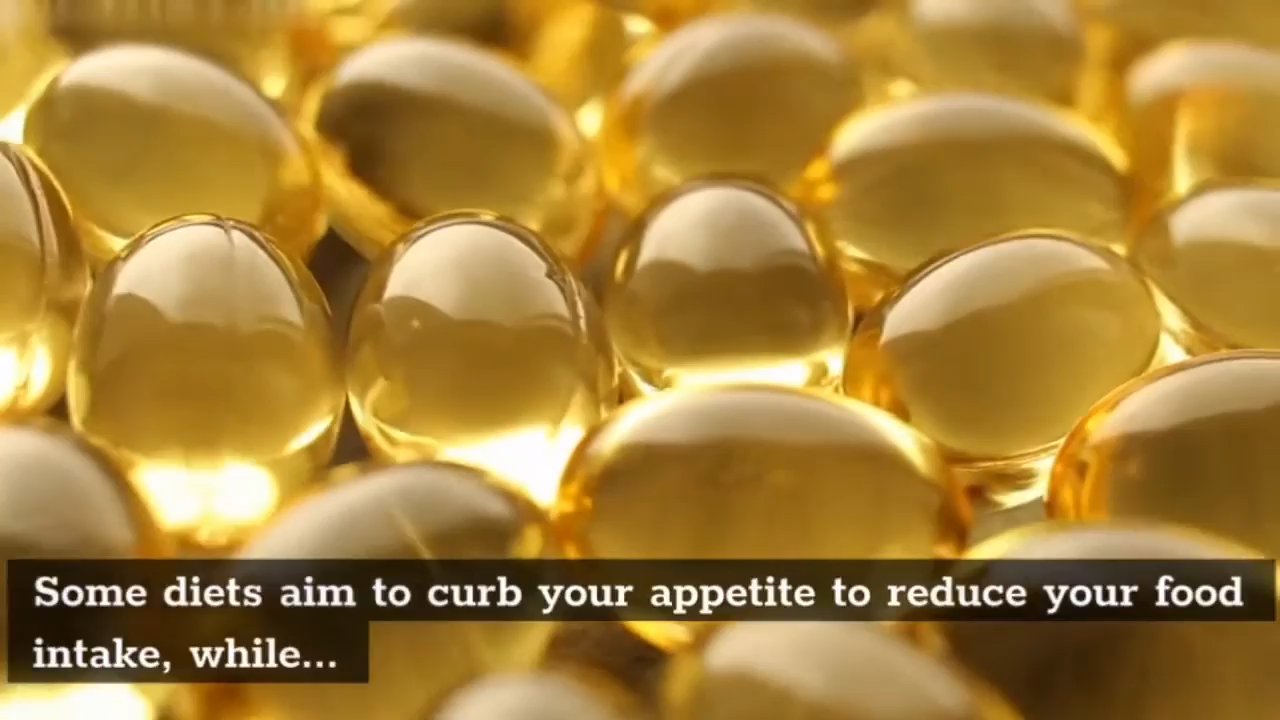 Some diets aim to curb your appetite to reduce your food
intake, while...